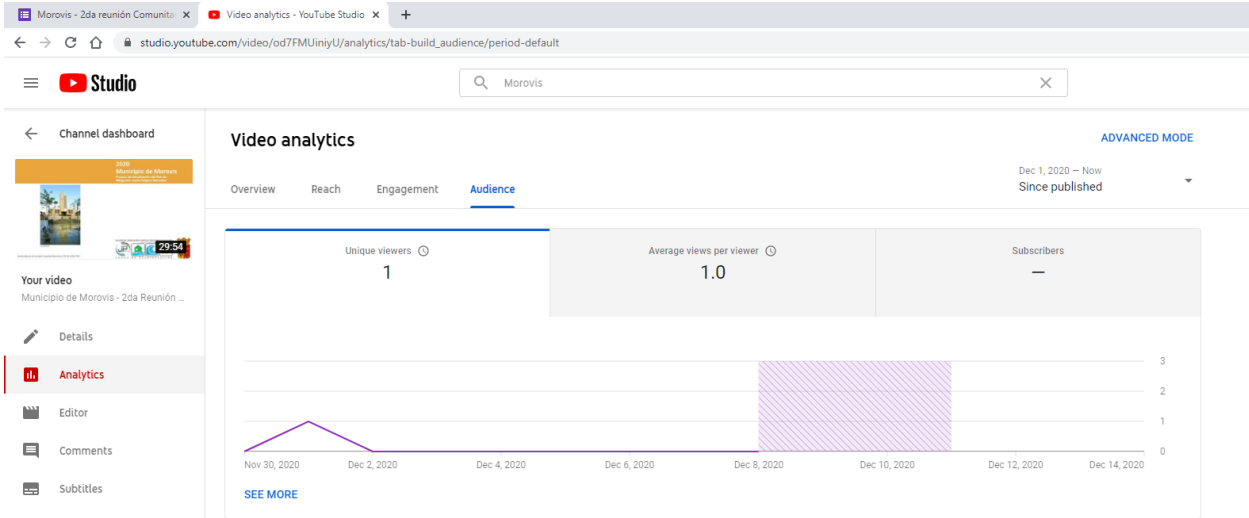 Morovis - 2da reunión Comunita
Video analytics - YouTube Studio
studio.youtube.com/video/od7FMUiniyU/analytics/tab-build_audience/period-default
Studio
Morovis
Channel dashboard
2020
Municipio de Morovis
29:54
Your video
Municipio de Morovis - 2da Reunión ...
Details
Analytics
Editor
Comments
Subtitles
Video analytics
ADVANCED MODE
Overview Reach Engagement Audience
Dec 1, 2020 – Now
Since published
Unique viewers
1
Average views per viewer
1.0
Subscribers
—
3
2
1
0
Nov 30, 2020 Dec 2, 2020 Dec 4, 2020 Dec 6, 2020 Dec 8, 2020 Dec 10, 2020 Dec 12, 2020 Dec 14, 2020
SEE MORE